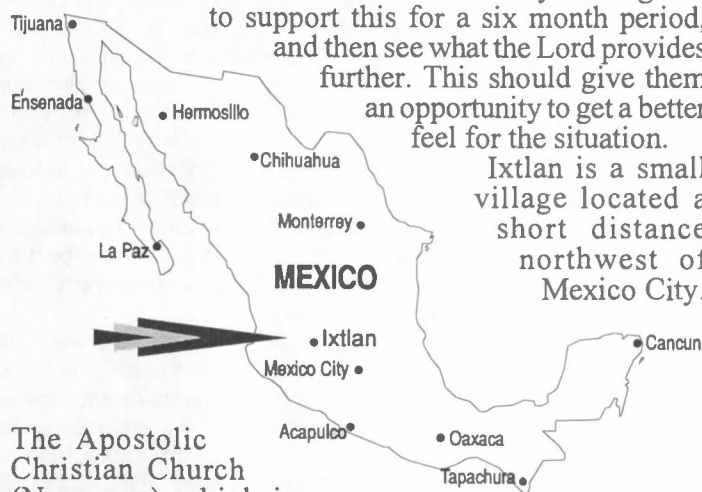 to support this for a six month period,
and then see what the Lord provides
further. This should give them
an opportunity to get a better
feel for the situation.
Ixtlan is a small
village located a
short distance
northwest of
Mexico City.
Tijuana
Ensenada
Hermosillo
Chihuahua
Monterrey
La Paz
MEXICO
Ixtlan
Cancun
Mexico City
Acapulco
Oaxaca
Tapachura
The Apostolic
Christian Church